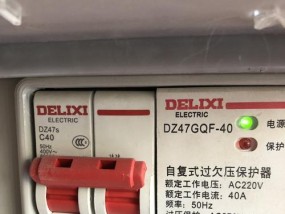 DELIXI
ELECTRIC
DZ47s
C40
50Hz
400V~
DELIXI
ELECTRIC
DZ47GQF-40
电源
保护
自复式过欠压保护器
额定工作电压：AC220V
额定工作电流：40A
频率：50Hz